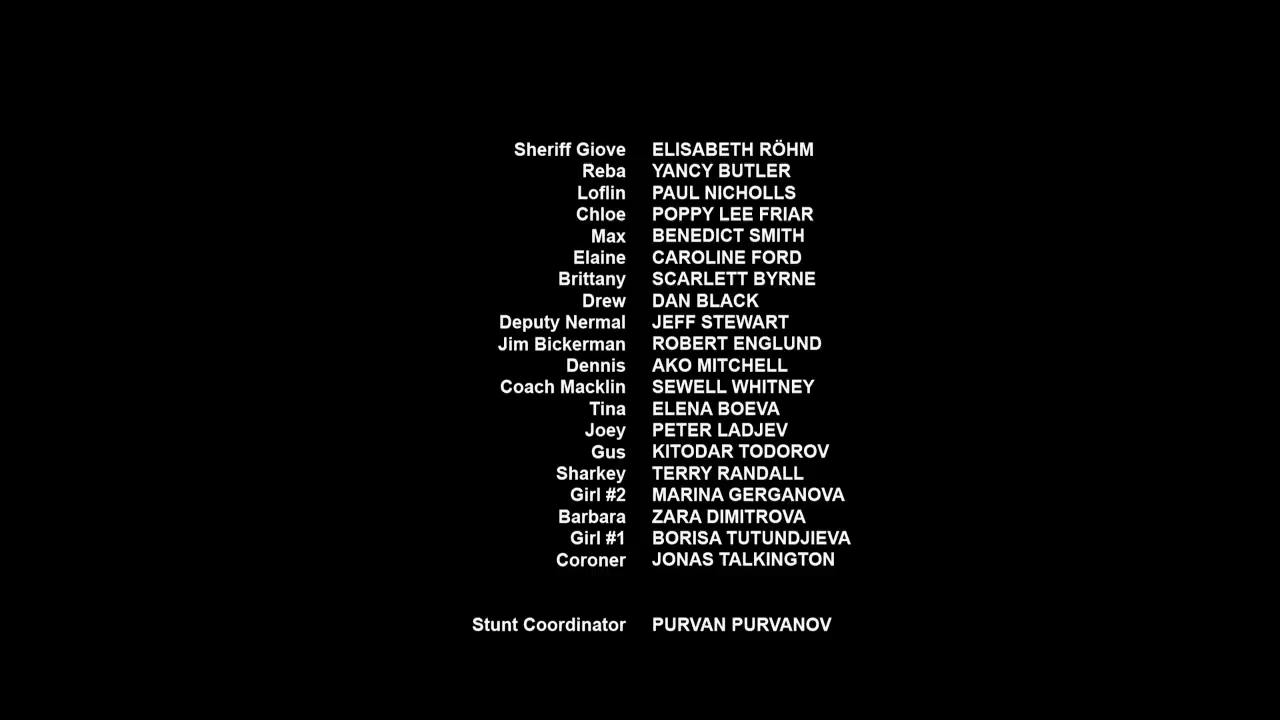 Sheriff Giove ELISABETH RÖHM
Reba YANCY BUTLER
Loflin PAUL NICHOLLS
Chloe POPPY LEE FRIAR
Max BENEDICT SMITH
Elaine CAROLINE FORD
Brittany SCARLETT BYRNE
Drew DAN BLACK
Deputy Nermal JEFF STEWART
Jim Bickerman ROBERT ENGLUND
Dennis AKO MITCHELL
Coach Macklin SEWELL WHITNEY
Tina ELENA BOEVA
Joey PETER LADJEV
Gus KITODAR TODOROV
Sharkey TERRY RANDALL
Girl #2 MARINA GERGANOVA
Barbara ZARA DIMITROVA
Girl #1 BORISA TUTUNDJIEVA
Coroner JONAS TALKINGTON
Stunt Coordinator PURVAN PURVANOV